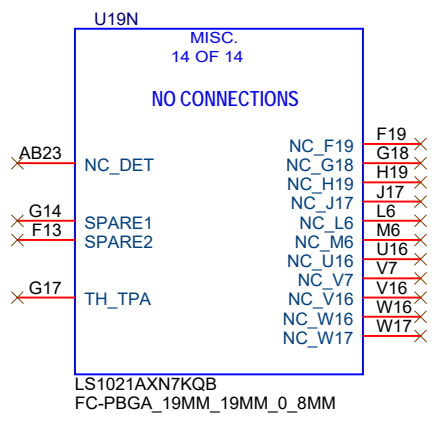 U19N
MISC.
14 OF 14
NO CONNECTIONS
AB23 NC_DET
G14 SPARE1
F13 SPARE2
G17 TH_TPA
NC_F19 F19
NC_G18 G18
NC_H19 H19
NC_J17 J17
NC_L6 L6
NC_M6 M6
NC_U16 U16
NC_V7 V7
NC_V16 V16
NC_W16 W16
NC_W17 W17
LS1021AXN7KQB
FC-PBGA_19MM_19MM_0_8MM